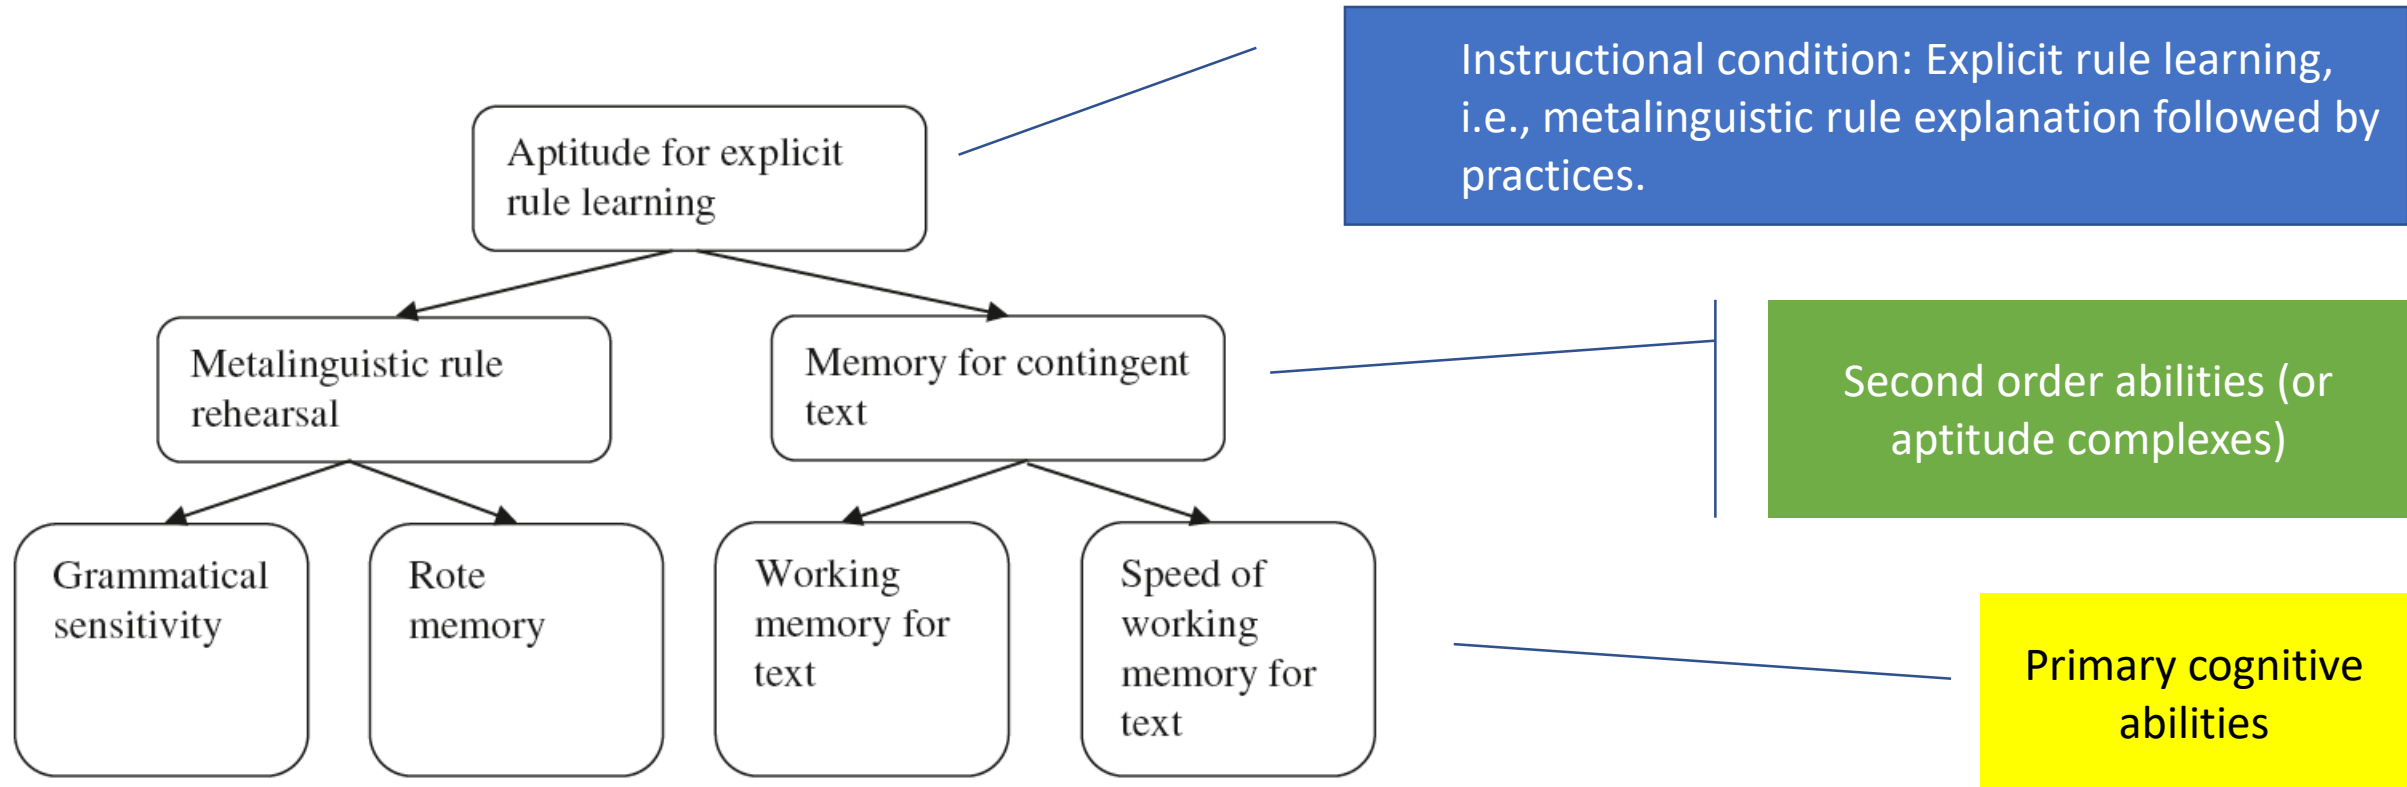 Instructional condition: Explicit rule learning,
i.e., metalinguistic rule explanation followed by
practices.
Aptitude for explicit
rule learning
Metalinguistic rule
rehearsal
Memory for contingent
text
Second order abilities (or
aptitude complexes)
Grammatical
sensitivity
Rote
memory
Working
memory for
text
Speed of
working
memory for
text
Primary cognitive
abilities